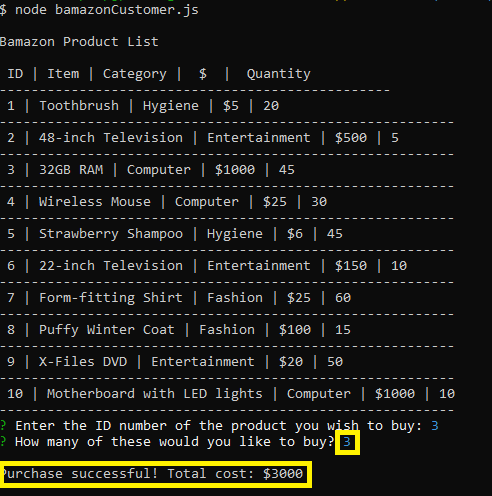 $ node bamazonCustomer.js
Bamazon Product List
ID | Item | Category |  $  |  Quantity
-------------------------------------------------
1 | Toothbrush | Hygiene | $5 | 20
---------------------------------------------------------
2 | 48-inch Television | Entertainment | $500 | 5
---------------------------------------------------------
3 | 32GB RAM | Computer | $1000 | 45
---------------------------------------------------------
4 | Wireless Mouse | Computer | $25 | 30
---------------------------------------------------------
5 | Strawberry Shampoo | Hygiene | $6 | 45
---------------------------------------------------------
6 | 22-inch Television | Entertainment | $150 | 10
---------------------------------------------------------
7 | Form-fitting Shirt | Fashion | $25 | 60
---------------------------------------------------------
8 | Puffy Winter Coat | Fashion | $100 | 15
---------------------------------------------------------
9 | X-Files DVD | Entertainment | $20 | 50
---------------------------------------------------------
10 | Motherboard with LED lights | Computer | $1000 | 10
---------------------------------------------------------
? Enter the ID number of the product you wish to buy: 3
? How many of these would you like to buy? 3
Purchase successful! Total cost: $3000